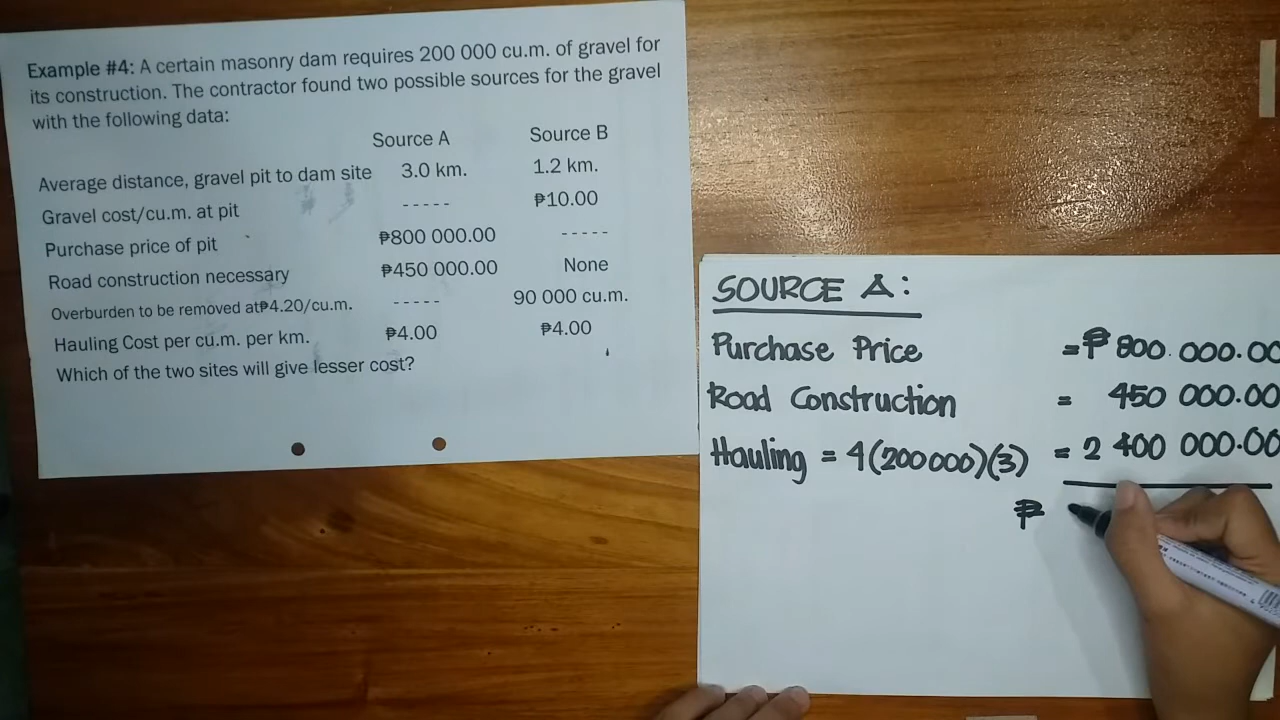 Example #4: A certain masonry dam requires 200 000 cu.m. of gravel for
its construction. The contractor found two possible sources for the gravel
with the following data:
Source A Source B
Average distance, gravel pit to dam site 3.0 km. 1.2 km.
Gravel cost/cu.m. at pit ----- ₱10.00
Purchase price of pit ₱800 000.00 -----
Road construction necessary ₱450 000.00 None
Overburden to be removed at₱4.20/cu.m. ----- 90 000 cu.m.
Hauling Cost per cu.m. per km. ₱4.00 ₱4.00
Which of the two sites will give lesser cost?
SOURCE A:
Purchase Price = ₱ 800 000.00
Road Construction = 450 000.00
Hauling = 4(200000)(3) = 2 400 000.00
₱